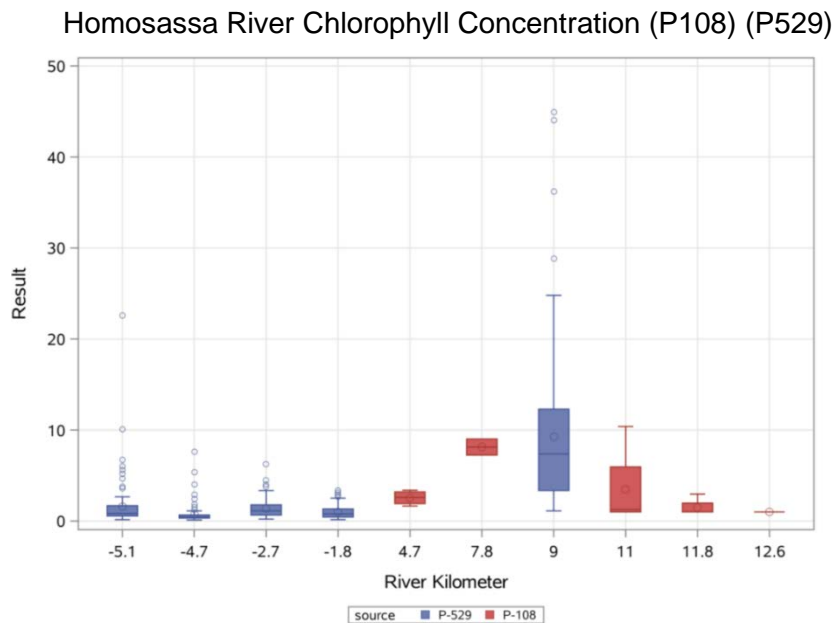 Homosassa River Chlorophyll Concentration (P108) (P529)
50
40
30
20
10
0
Result
-5.1 -4.7 -2.7 -1.8 4.7 7.8 9 11 11.8 12.6
River Kilometer
source P-529 P-108